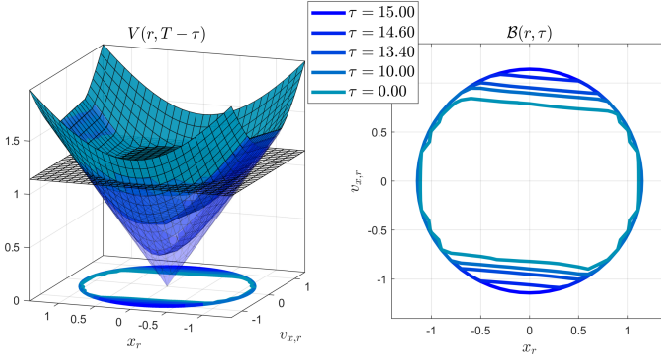 V(r, T − τ)
τ = 15.00
τ = 14.60
τ = 13.40
τ = 10.00
τ = 0.00
B(r, τ)
1.5
1
0.5
0
1
0.5
0
-0.5
-1
x_r
-1
0
1
v_{x,r}
1
0.5
0
-0.5
-1
v_{x,r}
-1
-0.5
0
0.5
1
x_r